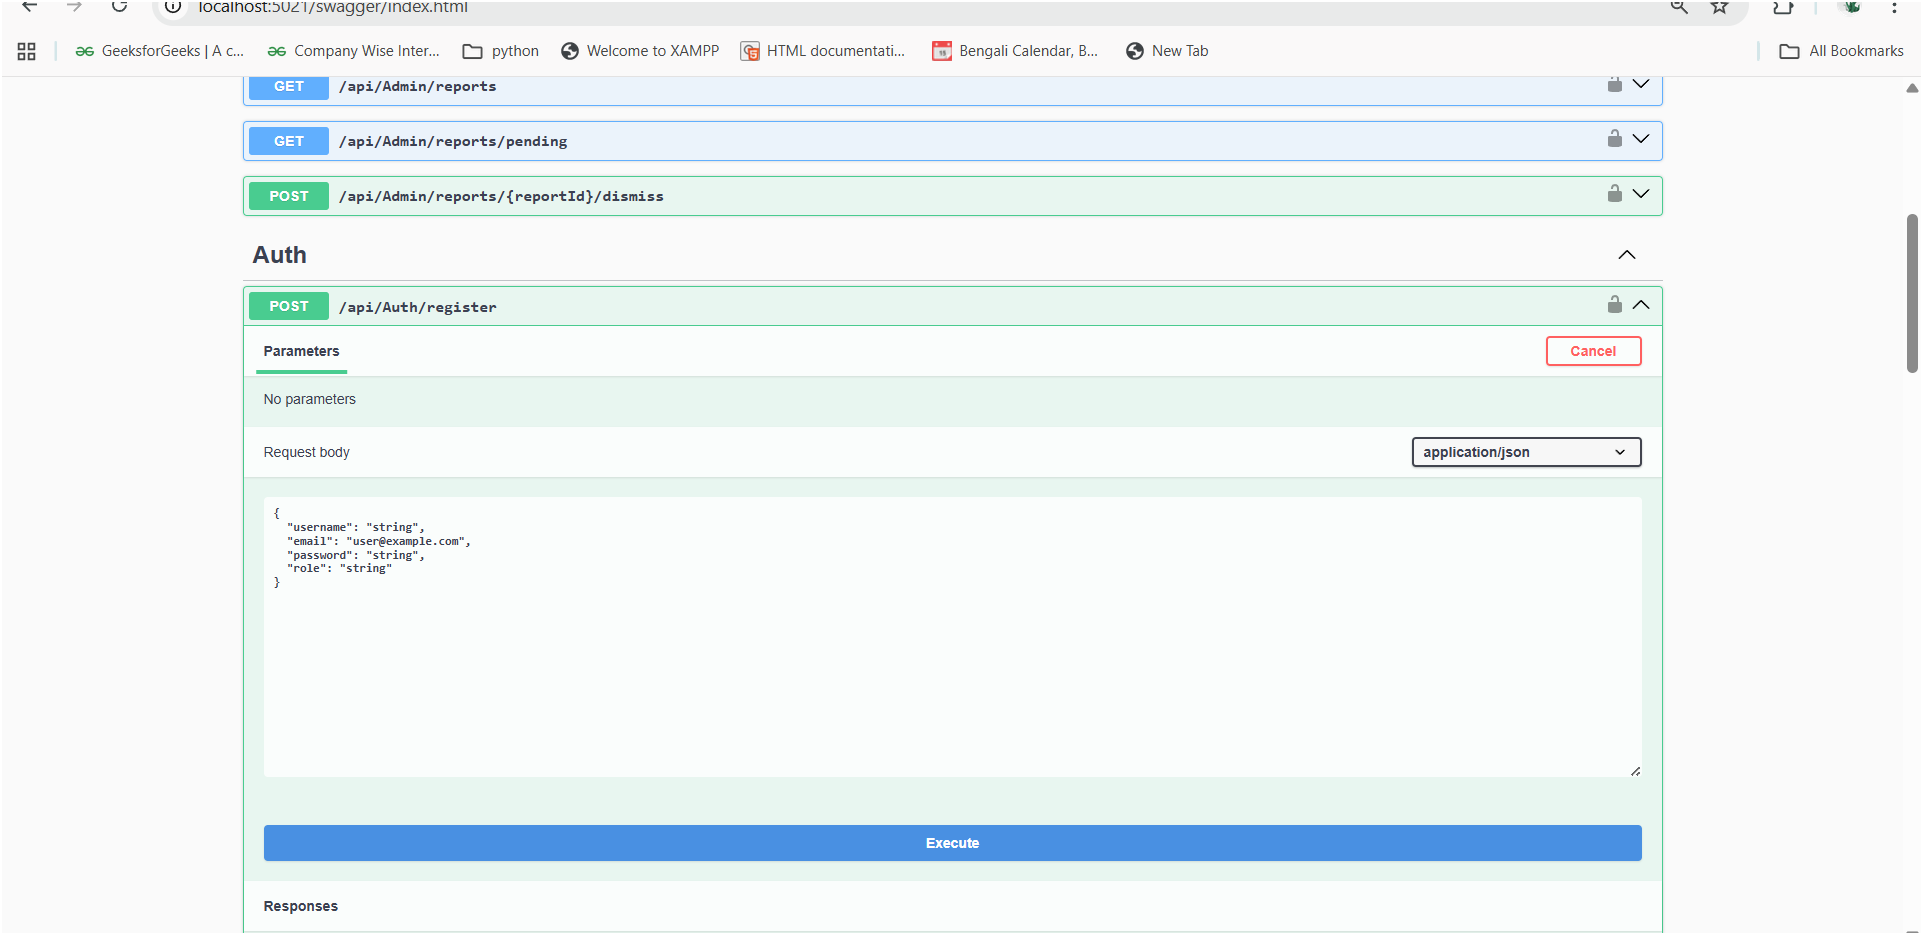 localhost:5021/swagger/index.html
GeeksforGeeks | A c... Company Wise Inter... python Welcome to XAMPP HTML documentati... Bengali Calendar, B... New Tab All Bookmarks
GET /api/Admin/reports
GET /api/Admin/reports/pending
POST /api/Admin/reports/{reportId}/dismiss
Auth
POST /api/Auth/register
Parameters Cancel
No parameters
Request body application/json
{
"username": "string",
"email": "user@example.com",
"password": "string",
"role": "string"
}
Execute
Responses